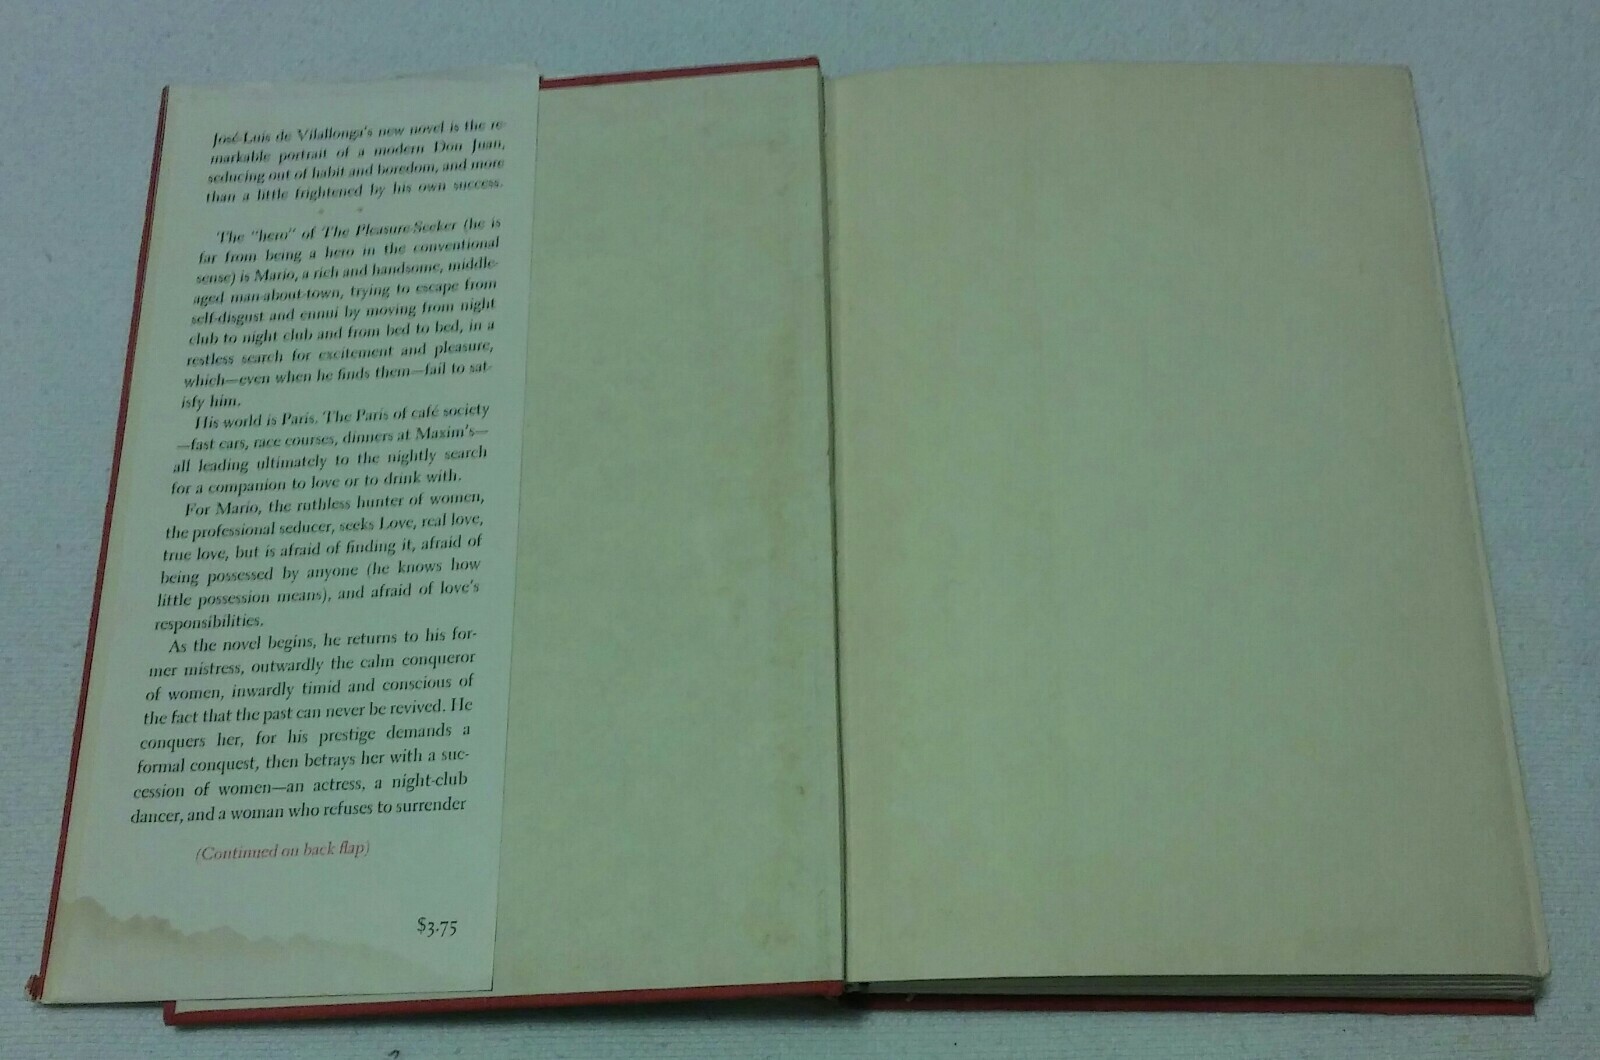 José-Luis de Vilallonga's new novel is the re-
markable portrait of a modern Don Juan,
seducing out of habit and boredom, and more
than a little frightened by his own success.
The "hero" of The Pleasure-Seeker (he is
far from being a hero in the conventional
sense) is Mario, a rich and handsome, middle-
aged man-about-town, trying to escape from
self-disgust and ennui by moving from night
club to night club and from bed to bed, in a
restless search for excitement and pleasure,
which—even when he finds them—fail to sat-
isfy him.
His world is Paris. The Paris of café society
—fast cars, race courses, dinners at Maxim's—
all leading ultimately to the nightly search
for a companion to love or to drink with.
For Mario, the ruthless hunter of women,
the professional seducer, seeks Love, real love,
true love, but is afraid of finding it, afraid of
being possessed by anyone (he knows how
little possession means), and afraid of love's
responsibilities.
As the novel begins, he returns to his for-
mer mistress, outwardly the calm conqueror
of women, inwardly timid and conscious of
the fact that the past can never be revived. He
conquers her, for his prestige demands a
formal conquest, then betrays her with a suc-
cession of women—an actress, a night-club
dancer, and a woman who refuses to surrender
(Continued on back flap)
$3.75